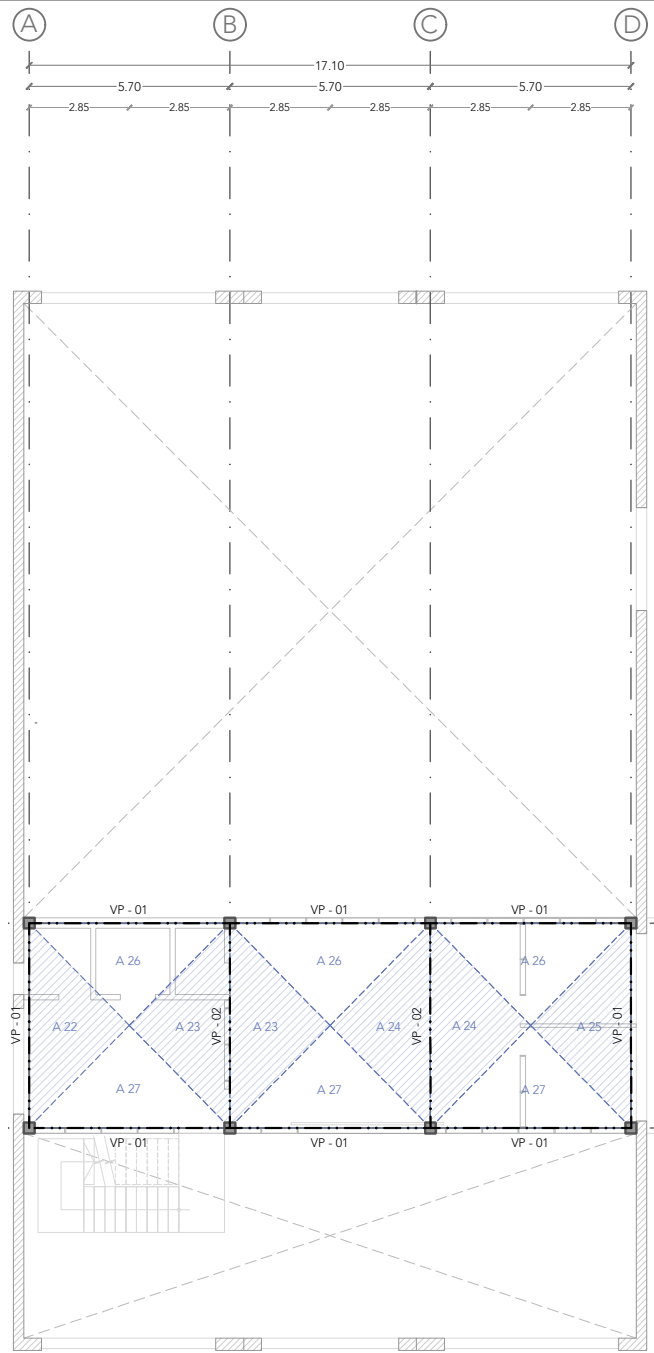 A B C D
17.10
5.70 5.70 5.70
2.85 2.85 2.85 2.85 2.85 2.85
VP - 01 VP - 01 VP - 01
A 26 A 26 A 26
VP - 01 A 22 A 23 VP - 02 A 23 A 24 VP - 02 A 24 A 25 VP - 01
A 27 A 27 A 27
VP - 01 VP - 01 VP - 01